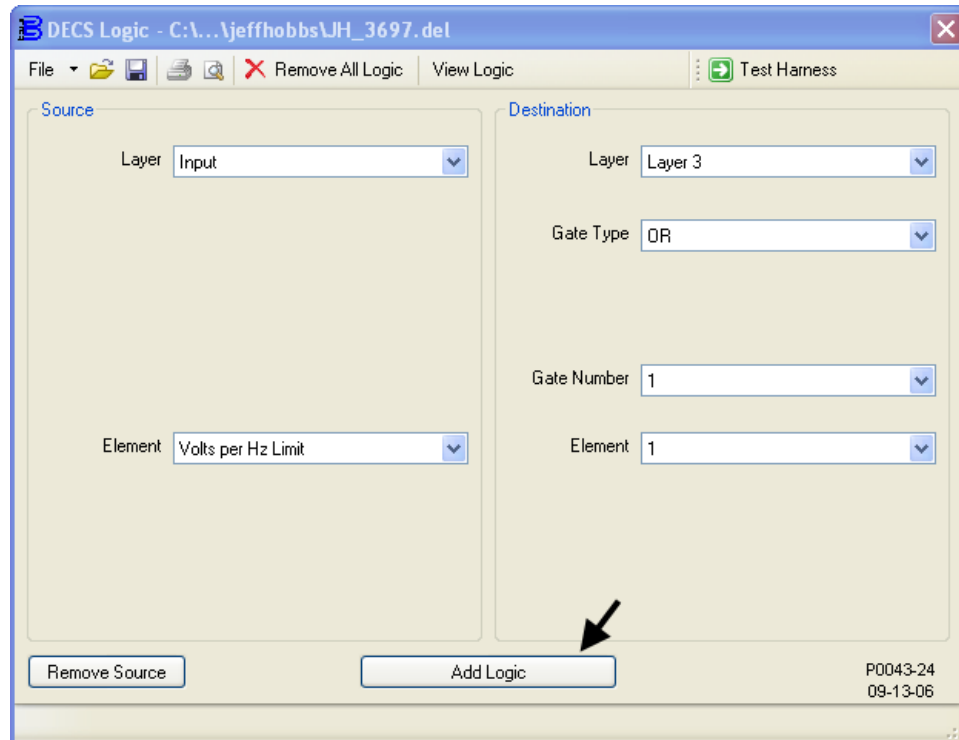 DECS Logic - C:\...\jeffhobbs\JH_3697.del
File Remove All Logic View Logic Test Harness
Source
Layer Input
Element Volts per Hz Limit
Destination
Layer Layer 3
Gate Type OR
Gate Number 1
Element 1
Remove Source
Add Logic
P0043-24
09-13-06